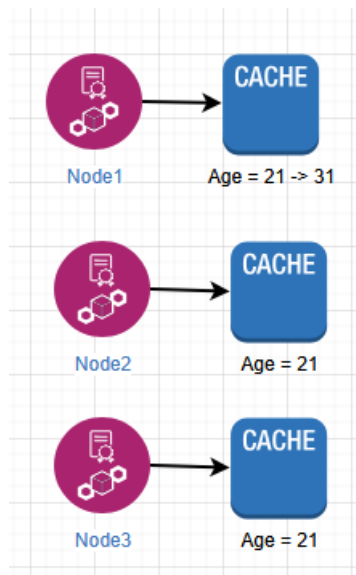 CACHE
Node1
Age = 21 -> 31
CACHE
Node2
Age = 21
CACHE
Node3
Age = 21